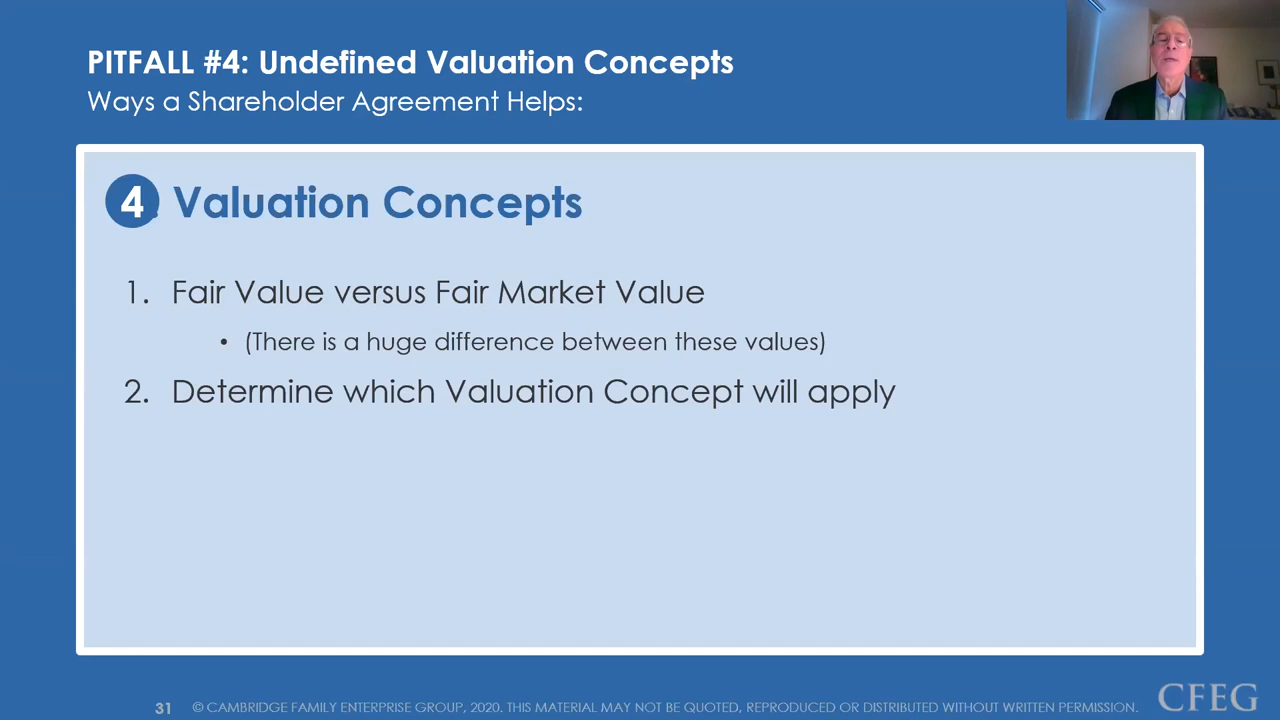 PITFALL #4: Undefined Valuation Concepts
Ways a Shareholder Agreement Helps:
4 Valuation Concepts
1. Fair Value versus Fair Market Value
• (There is a huge difference between these values)
2. Determine which Valuation Concept will apply
31 © CAMBRIDGE FAMILY ENTERPRISE GROUP, 2020. THIS MATERIAL MAY NOT BE QUOTED, REPRODUCED OR DISTRIBUTED WITHOUT WRITTEN PERMISSION.
CFEG